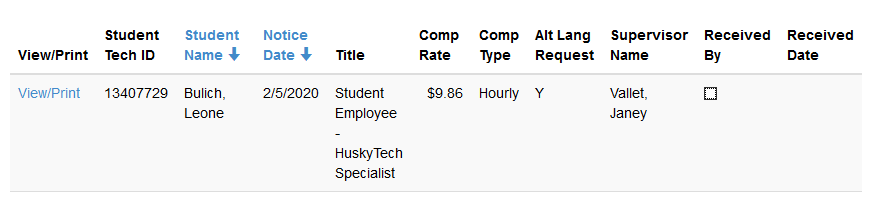 View/Print Student Tech ID Student Name Notice Date Title Comp Rate Comp Type Alt Lang Request Supervisor Name Received By Received Date
View/Print 13407729 Bulich, Leone 2/5/2020 Student Employee - HuskyTech Specialist $9.86 Hourly Y Vallet, Janey